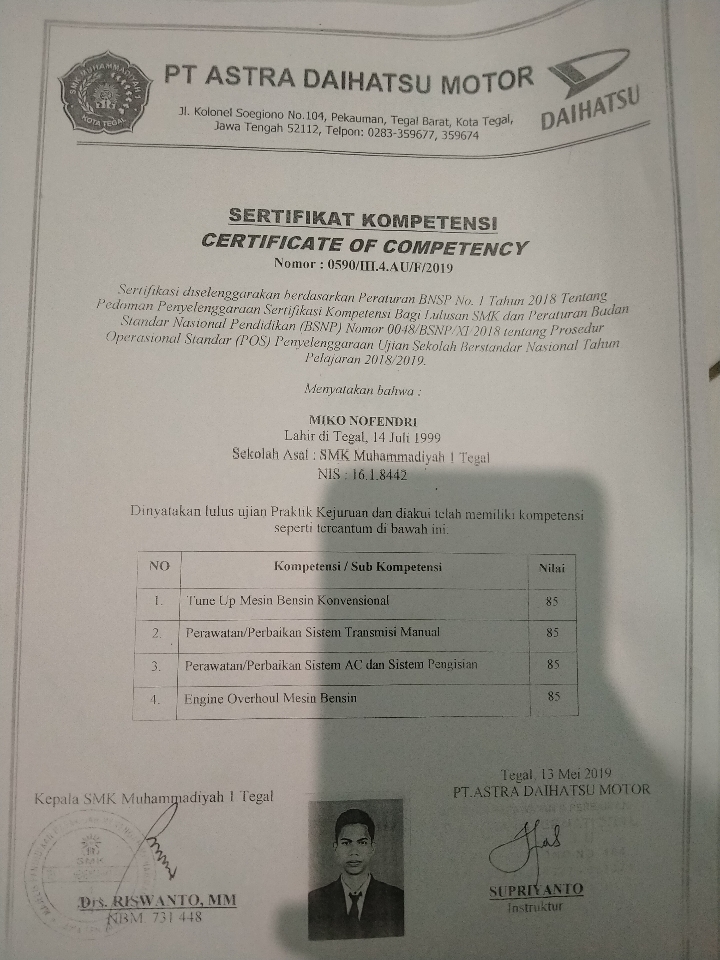 PT ASTRA DAIHATSU MOTOR
SMK MUHAMMADIYAH 1
KOTA TEGAL
DAIHATSU
Jl. Kolonel Soegiono No.104, Pekauman, Tegal Barat, Kota Tegal,
Jawa Tengah 52112, Telpon: 0283-359677, 359674
SERTIFIKAT KOMPETENSI
CERTIFICATE OF COMPETENCY
Nomor : 0590/III.4.AU/F/2019
Sertifikasi diselenggarakan berdasarkan Peraturan BNSP No. 1 Tahun 2018 Tentang
Pedoman Penyelenggaraan Sertifikasi Kompetensi Bagi Lulusan SMK dan Peraturan Badan
Standar Nasional Pendidikan (BSNP) Nomor 0048/BSNP/XI/2018 tentang Prosedur
Operasional Standar (POS) Penyelenggaraan Ujian Sekolah Berstandar Nasional Tahun
Pelajaran 2018/2019.
Menyatakan bahwa :
MIKO NOFENDRI
Lahir di Tegal, 14 Juli 1999
Sekolah Asal : SMK Muhammadiyah 1 Tegal
NIS : 16.1.8442
Dinyatakan lulus ujian Praktik Kejuruan dan diakui telah memiliki kompetensi
seperti tercantum di bawah ini.
NO Kompetensi / Sub Kompetensi Nilai
1. Tune Up Mesin Bensin Konvensional 85
2. Perawatan/Perbaikan Sistem Transmisi Manual 85
3. Perawatan/Perbaikan Sistem AC dan Sistem Pengisian 85
4. Engine Overhoul Mesin Bensin 85
Tegal, 13 Mei 2019
Kepala SMK Muhammadiyah 1 Tegal
PT.ASTRA DAIHATSU MOTOR
SMK
Drs. RISWANTO, MM
NBM. 731 448
SUPRIYANTO
Instruktur